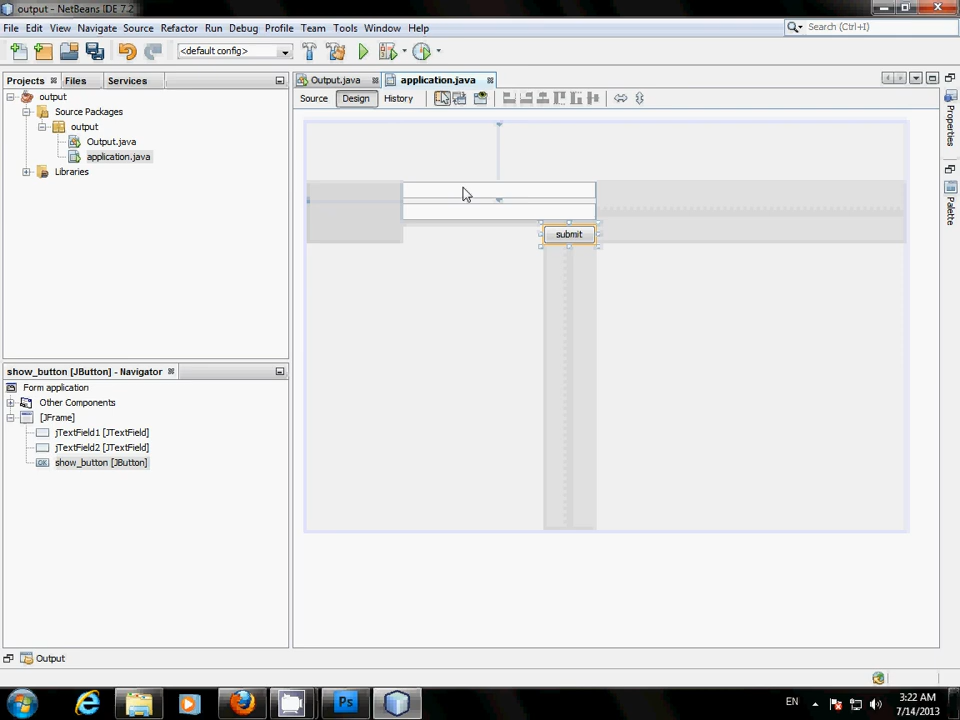 output - NetBeans IDE 7.2
File Edit View Navigate Source Refactor Run Debug Profile Team Tools Window Help
Search (Ctrl+I)
<default config>
Projects Files Services
Output.java application.java
Source Design History
output
Source Packages
output
Output.java
application.java
Libraries
submit
Properties
Palette
show_button [JButton] - Navigator
Form application
Other Components
[JFrame]
jTextField1 [JTextField]
jTextField2 [JTextField]
OK show_button [JButton]
Output
Ps
EN
3:22 AM
7/14/2013